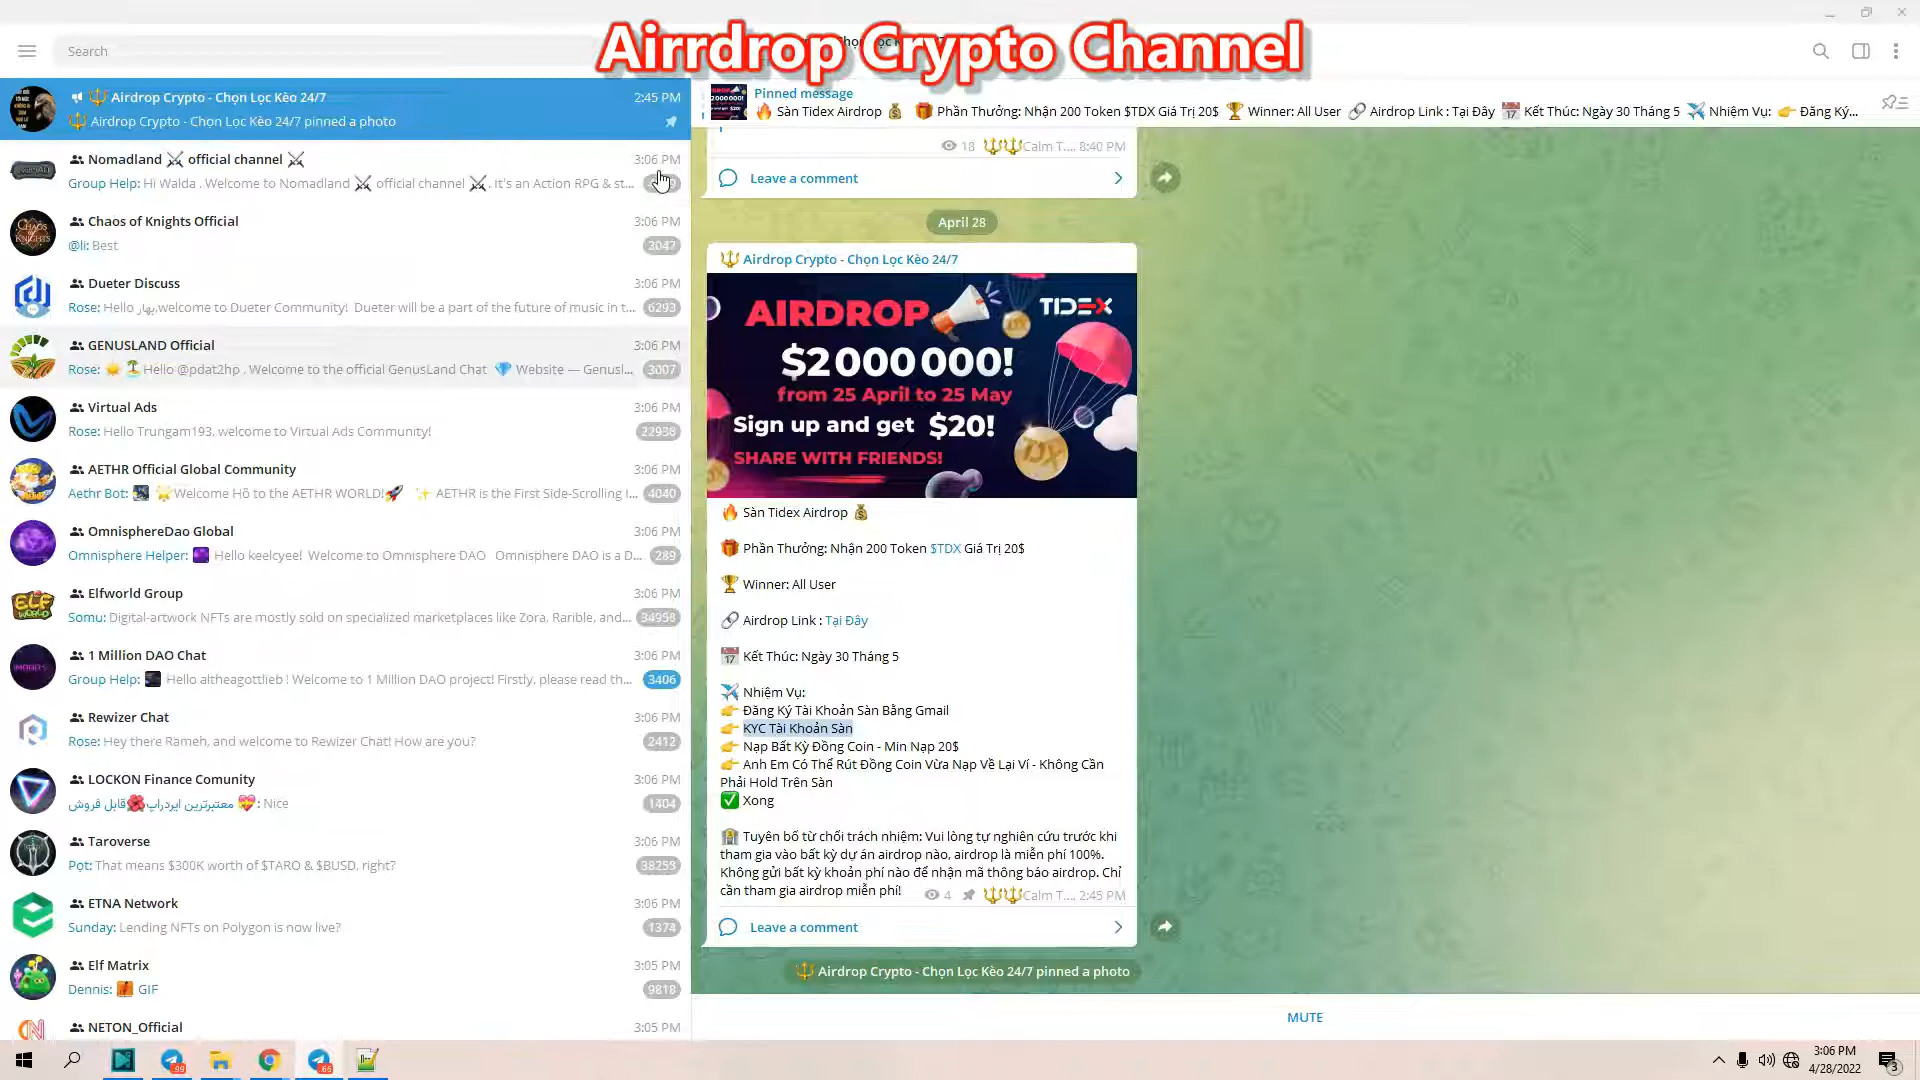 Airrdrop Crypto Channel
Search
Airdrop Crypto - Chọn Lọc Kèo 24/7
2:45 PM
Airdrop Crypto - Chọn Lọc Kèo 24/7 pinned a photo
Nomadland ⚔ official channel ⚔
3:06 PM
Group Help: Hi Walda . Welcome to Nomadland ⚔ official channel ⚔. It's an Action RPG & st...
Chaos of Knights Official
3:06 PM
@li: Best
2042
Dueter Discuss
3:06 PM
Rose: Hello بهار,welcome to Dueter Community! Dueter will be a part of the future of music in t...
6293
GENUSLAND Official
3:06 PM
Rose: ☀️ 🏝Hello @pdat2hp . Welcome to the official GenusLand Chat 💎 Website — Genusl...
3007
Virtual Ads
3:06 PM
Rose: Hello Trungam193, welcome to Virtual Ads Community!
22938
AETHR Official Global Community
3:06 PM
Aethr Bot: 🌟Welcome Hô to the AETHR WORLD!🚀 ✨ AETHR is the First Side-Scrolling I...
4040
OmnisphereDao Global
3:06 PM
Omnisphere Helper: Hello keelcyee! Welcome to Omnisphere DAO Omnisphere DAO is a D...
289
Elfworld Group
3:06 PM
Somu: Digital-artwork NFTs are mostly sold on specialized marketplaces like Zora, Rarible, and...
34958
1 Million DAO Chat
3:06 PM
Group Help: Hello altheagottlieb ! Welcome to 1 Million DAO project! Firstly, please read th...
3406
Rewizer Chat
3:06 PM
Rose: Hey there Rameh, and welcome to Rewizer Chat! How are you?
2412
LOCKON Finance Comunity
3:06 PM
معتبرترین ایردراپ🌺قابل فروش 💝: Nice
1404
Taroverse
3:06 PM
Pọt: That means $300K worth of $TARO & $BUSD, right?
38253
ETNA Network
3:06 PM
Sunday: Lending NFTs on Polygon is now live?
1374
Elf Matrix
3:05 PM
Dennis: GIF
9818
NETON_Official
3:05 PM
Pinned message
🔥 Sàn Tidex Airdrop 💰 🎁 Phần Thưởng: Nhận 200 Token $TDX Giá Trị 20$ 🏆 Winner: All User 🔗 Airdrop Link : Tại Đây 📅 Kết Thúc: Ngày 30 Tháng 5 ✈️ Nhiệm Vụ: 👉 Đăng Ký...
18 🔱🔱Calm T.... 8:40 PM
Leave a comment
April 28
🔱 Airdrop Crypto - Chọn Lọc Kèo 24/7
AIRDROP
TIDEX
$2 000 000!
from 25 April to 25 May
Sign up and get $20!
SHARE WITH FRIENDS!
🔥 Sàn Tidex Airdrop 💰
🎁 Phần Thưởng: Nhận 200 Token $TDX Giá Trị 20$
🏆 Winner: All User
🔗 Airdrop Link : Tại Đây
📅 Kết Thúc: Ngày 30 Tháng 5
✈️ Nhiệm Vụ:
👉 Đăng Ký Tài Khoản Sàn Bằng Gmail
👉 KYC Tài Khoản Sàn
👉 Nạp Bất Kỳ Đồng Coin - Min Nạp 20$
👉 Anh Em Có Thể Rút Đồng Coin Vừa Nạp Về Lại Ví - Không Cần
Phải Hold Trên Sàn
✅ Xong
🏦 Tuyên bố từ chối trách nhiệm: Vui lòng tự nghiên cứu trước khi
tham gia vào bất kỳ dự án airdrop nào, airdrop là miễn phí 100%.
Không gửi bất kỳ khoản phí nào để nhận mã thông báo airdrop. Chỉ
cần tham gia airdrop miễn phí!
4 🔱🔱Calm T.... 2:45 PM
Leave a comment
🔱 Airdrop Crypto - Chọn Lọc Kèo 24/7 pinned a photo
MUTE
3:06 PM
4/28/2022